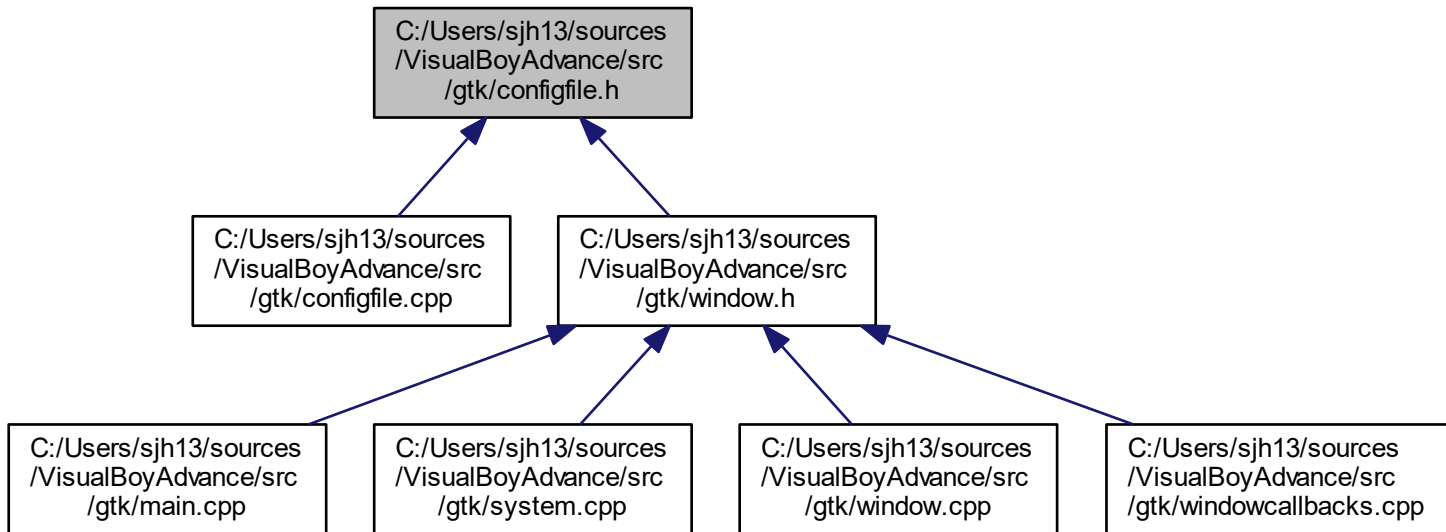 C:/Users/sjh13/sources
/VisualBoyAdvance/src
/gtk/configfile.h
C:/Users/sjh13/sources
/VisualBoyAdvance/src
/gtk/configfile.cpp
C:/Users/sjh13/sources
/VisualBoyAdvance/src
/gtk/window.h
C:/Users/sjh13/sources
/VisualBoyAdvance/src
/gtk/main.cpp
C:/Users/sjh13/sources
/VisualBoyAdvance/src
/gtk/system.cpp
C:/Users/sjh13/sources
/VisualBoyAdvance/src
/gtk/window.cpp
C:/Users/sjh13/sources
/VisualBoyAdvance/src
/gtk/windowcallbacks.cpp